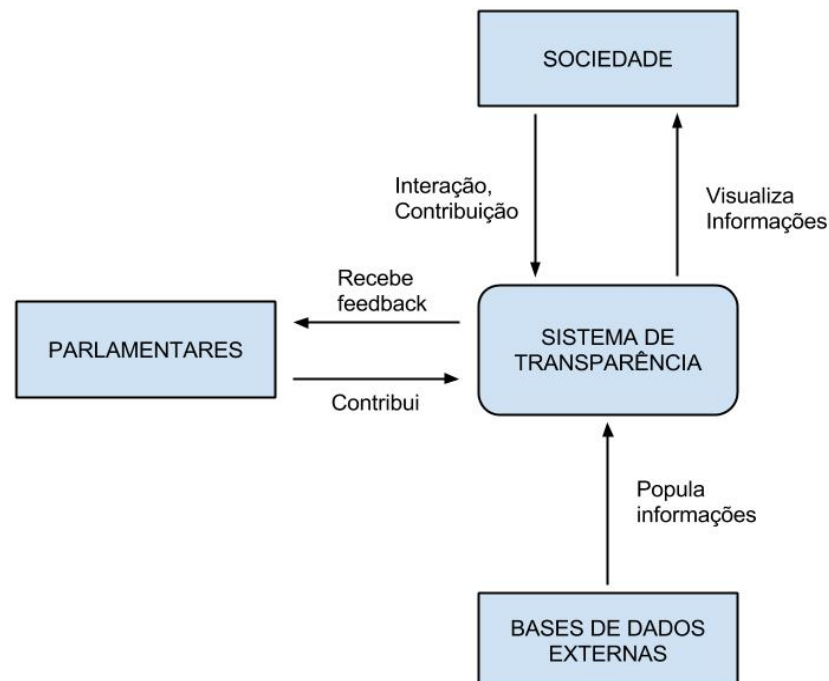 SOCIEDADE
Interação,
Contribuição
Visualiza
Informações
Recebe
feedback
PARLAMENTARES
SISTEMA DE
TRANSPARÊNCIA
Contribui
Popula
informações
BASES DE DADOS
EXTERNAS